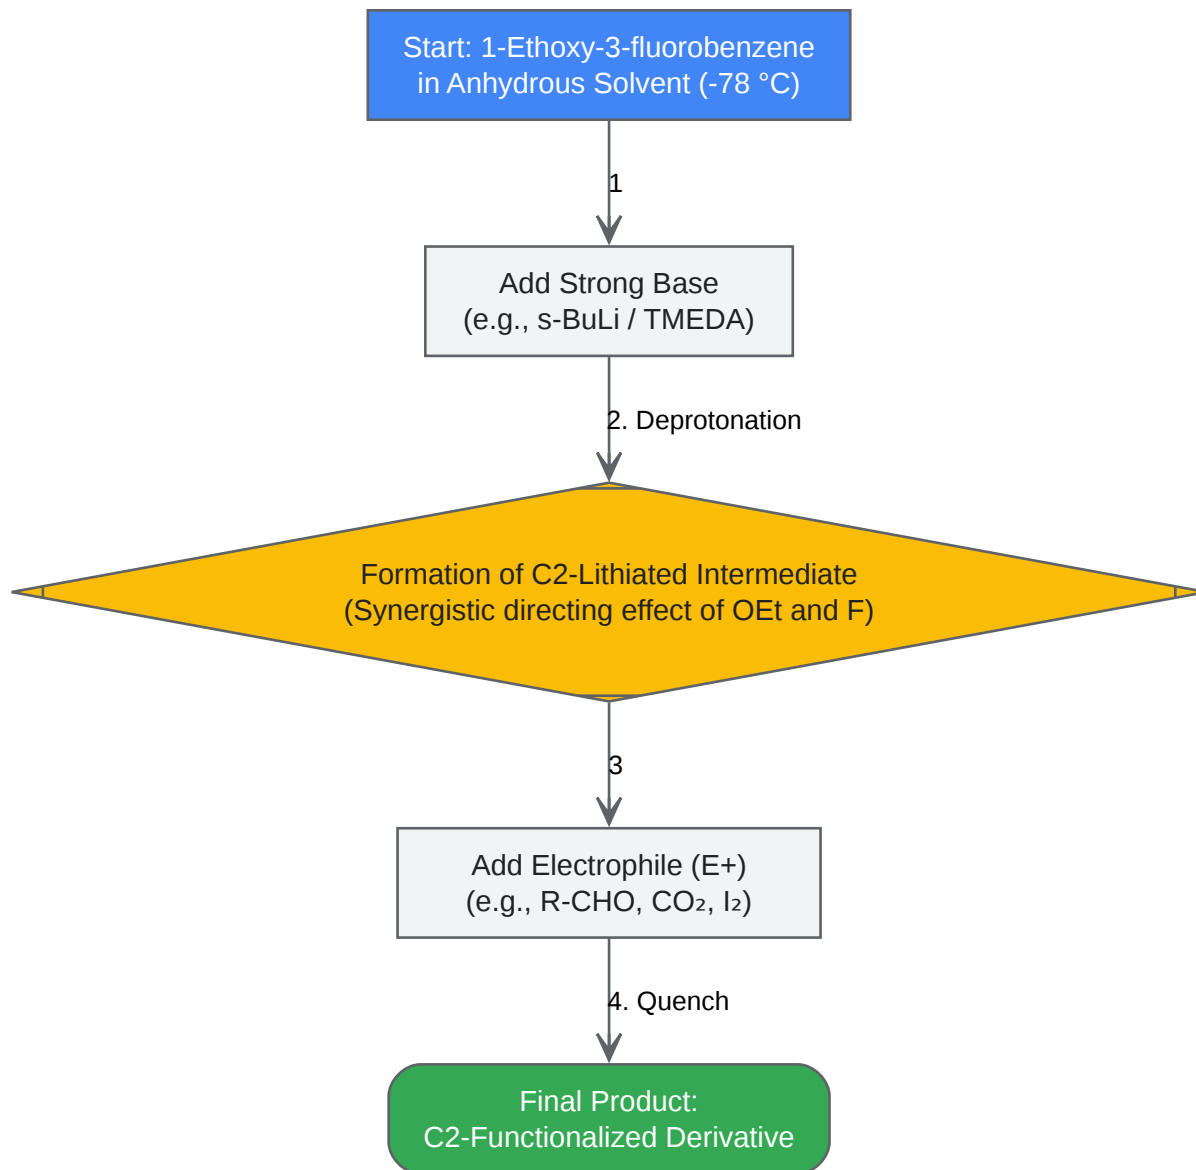 Start: 1-Ethoxy-3-fluorobenzene
in Anhydrous Solvent (-78 °C)
1
Add Strong Base
(e.g., s-BuLi / TMEDA)
2. Deprotonation
Formation of C2-Lithiated Intermediate
(Synergistic directing effect of OEt and F)
3
Add Electrophile (E+)
(e.g., R-CHO, CO₂, I₂)
4. Quench
Final Product:
C2-Functionalized Derivative